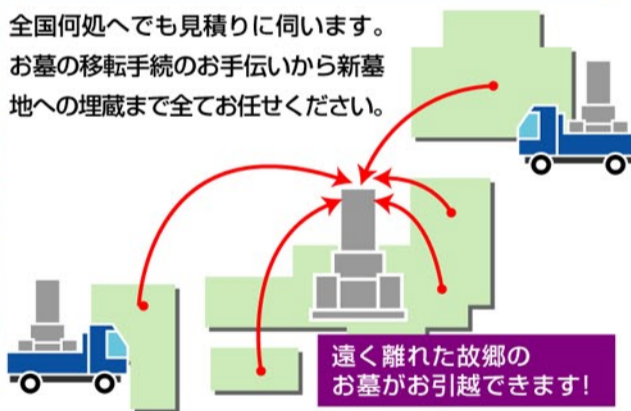 全国何処へでも見積りに伺います。
お墓の移転手続のお手伝いから新墓
地への埋蔵まで全てお任せください。
遠く離れた故郷の
お墓がお引越できます!